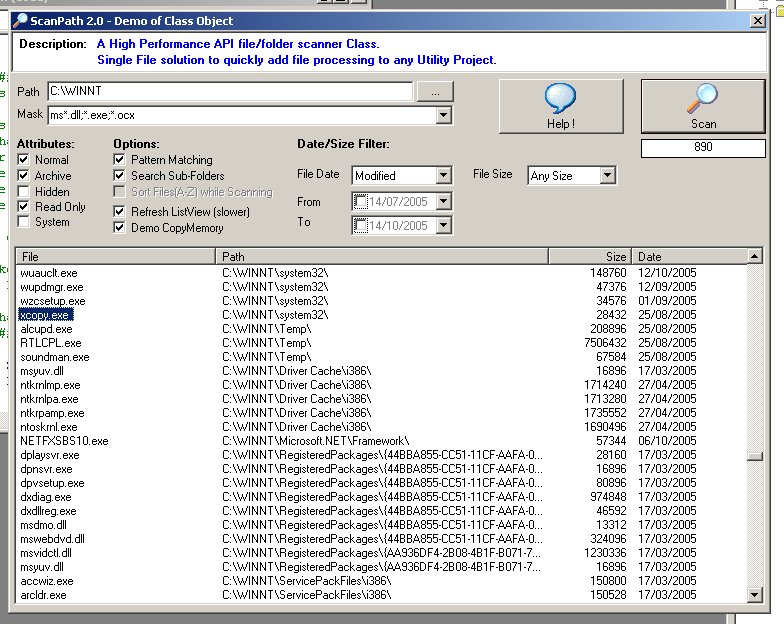 ScanPath 2.0 - Demo of Class Object
Description: A High Performance API file/folder scanner Class.
Single File solution to quickly add file processing to any Utility Project.
Path C:\WINNT ...
Mask ms*.dll;*.exe;*.ocx
Help !
Scan
890
Attributes: Options: Date/Size Filter:
Normal Pattern Matching
Archive Search Sub-Folders File Date Modified File Size Any Size
Hidden Sort Files(A-Z) while Scanning
Read Only Refresh ListView (slower) From 14/07/2005
System Demo CopyMemory To 14/10/2005
File Path Size Date
wuauclt.exe C:\WINNT\system32\ 148760 12/10/2005
wupdmgr.exe C:\WINNT\system32\ 47376 12/09/2005
wzcsetup.exe C:\WINNT\system32\ 34576 01/09/2005
xcopy.exe C:\WINNT\system32\ 28432 25/08/2005
alcupd.exe C:\WINNT\Temp\ 208896 25/08/2005
RTLCPL.exe C:\WINNT\Temp\ 7506432 25/08/2005
soundman.exe C:\WINNT\Temp\ 67584 25/08/2005
msyuv.dll C:\WINNT\Driver Cache\i386\ 16896 17/03/2005
ntkrnlmp.exe C:\WINNT\Driver Cache\i386\ 1714240 27/04/2005
ntkrnlpa.exe C:\WINNT\Driver Cache\i386\ 1713280 27/04/2005
ntkrpamp.exe C:\WINNT\Driver Cache\i386\ 1735552 27/04/2005
ntoskrnl.exe C:\WINNT\Driver Cache\i386\ 1690496 27/04/2005
NETFXSBS10.exe C:\WINNT\Microsoft.NET\Framework\ 57344 06/10/2005
dplaysvr.exe C:\WINNT\RegisteredPackages\{44BBA855-CC51-11CF-AAFA-0... 28160 17/03/2005
dpnsvr.exe C:\WINNT\RegisteredPackages\{44BBA855-CC51-11CF-AAFA-0... 16896 17/03/2005
dpvsetup.exe C:\WINNT\RegisteredPackages\{44BBA855-CC51-11CF-AAFA-0... 80896 17/03/2005
dxdiag.exe C:\WINNT\RegisteredPackages\{44BBA855-CC51-11CF-AAFA-0... 974848 17/03/2005
dxdllreg.exe C:\WINNT\RegisteredPackages\{44BBA855-CC51-11CF-AAFA-0... 46592 17/03/2005
msdmo.dll C:\WINNT\RegisteredPackages\{44BBA855-CC51-11CF-AAFA-0... 13312 17/03/2005
mswebdvd.dll C:\WINNT\RegisteredPackages\{44BBA855-CC51-11CF-AAFA-0... 324096 17/03/2005
msvidctl.dll C:\WINNT\RegisteredPackages\{AA936DF4-2B08-4B1F-B071-7... 1230336 17/03/2005
msyuv.dll C:\WINNT\RegisteredPackages\{AA936DF4-2B08-4B1F-B071-7... 16896 17/03/2005
accwiz.exe C:\WINNT\ServicePackFiles\i386\ 150800 17/03/2005
arcldr.exe C:\WINNT\ServicePackFiles\i386\ 150528 17/03/2005